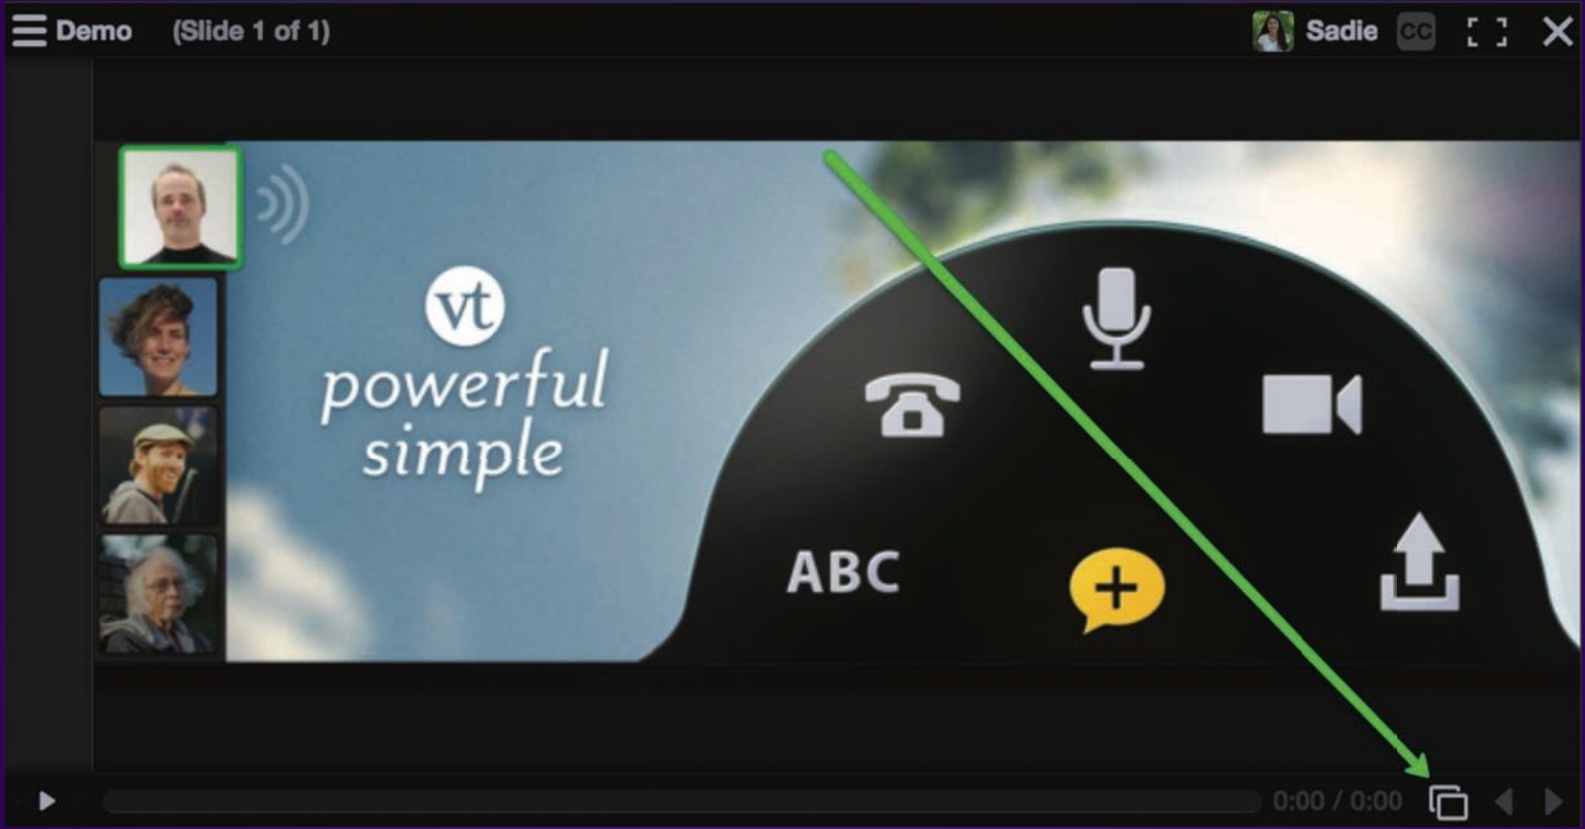 Demo (Slide 1 of 1) Sadie CC
vt
powerful
simple
ABC
0:00 / 0:00